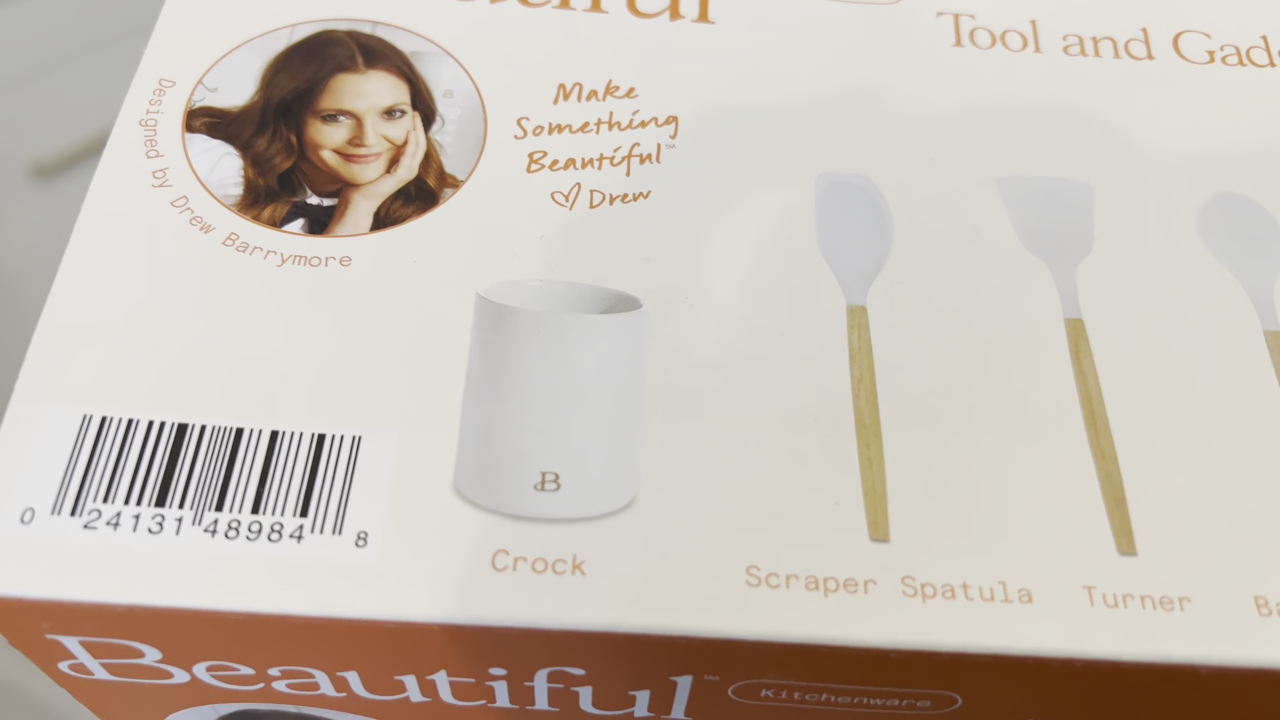 Tool and
Designed by Drew Barrymore
Make
Something
Beautiful™
♡ Drew
B
0 24131 48984 8
Crock
Scraper Spatula
Turner
Beautiful™
Kitchenware